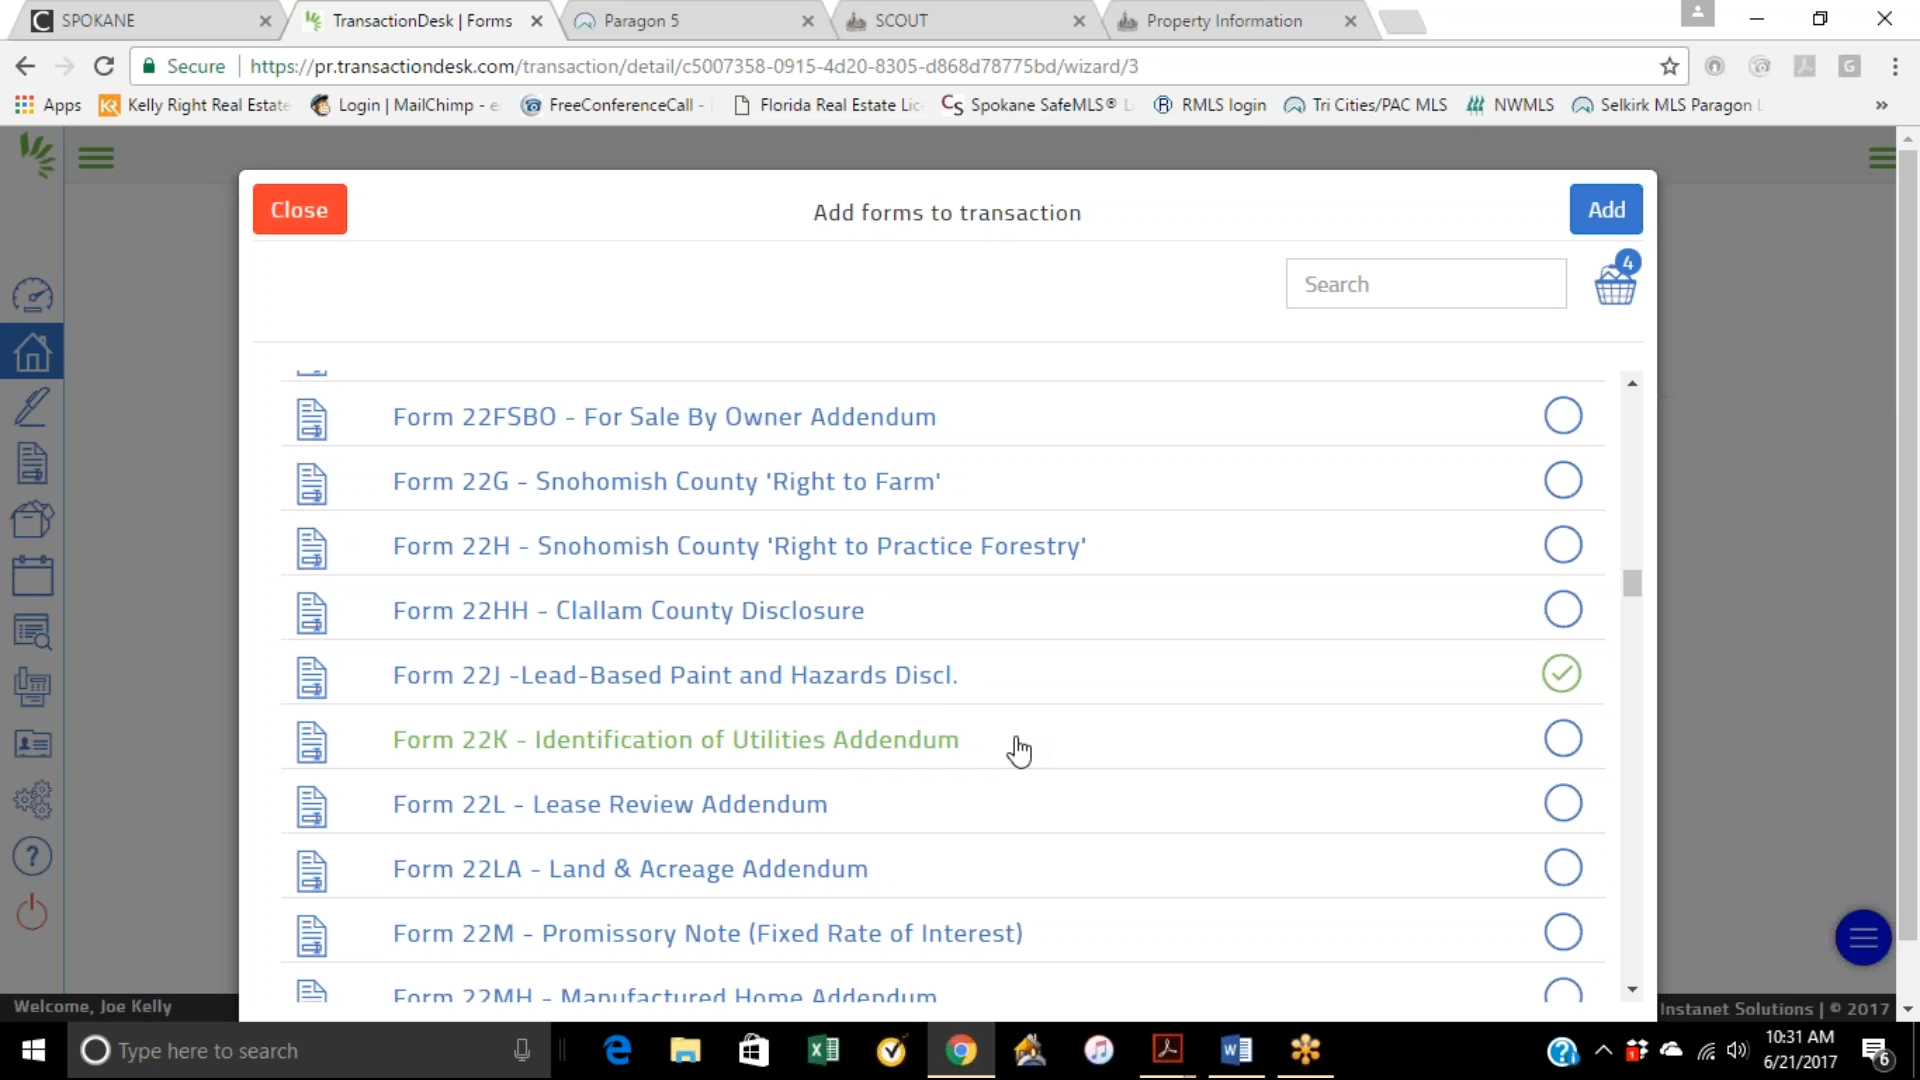 SPOKANE
TransactionDesk | Forms
Paragon 5
SCOUT
Property Information
Secure
https://pr.transactiondesk.com/transaction/detail/c5007358-0915-4d20-8305-d868d78775bd/wizard/3
Apps
Kelly Right Real Estate
Login | MailChimp - e
FreeConferenceCall -
Florida Real Estate Lic
Spokane SafeMLS® L
RMLS login
Tri Cities/PAC MLS
NWMLS
Selkirk MLS Paragon
»
Close
Add forms to transaction
Add
Search
4
Form 22FSBO - For Sale By Owner Addendum
Form 22G - Snohomish County 'Right to Farm'
Form 22H - Snohomish County 'Right to Practice Forestry'
Form 22HH - Clallam County Disclosure
Form 22J -Lead-Based Paint and Hazards Discl.
Form 22K - Identification of Utilities Addendum
Form 22L - Lease Review Addendum
Form 22LA - Land & Acreage Addendum
Form 22M - Promissory Note (Fixed Rate of Interest)
Form 22MH - Manufactured Home Addendum
Welcome, Joe Kelly
Instanet Solutions | © 2017
Type here to search
10:31 AM
6/21/2017
6